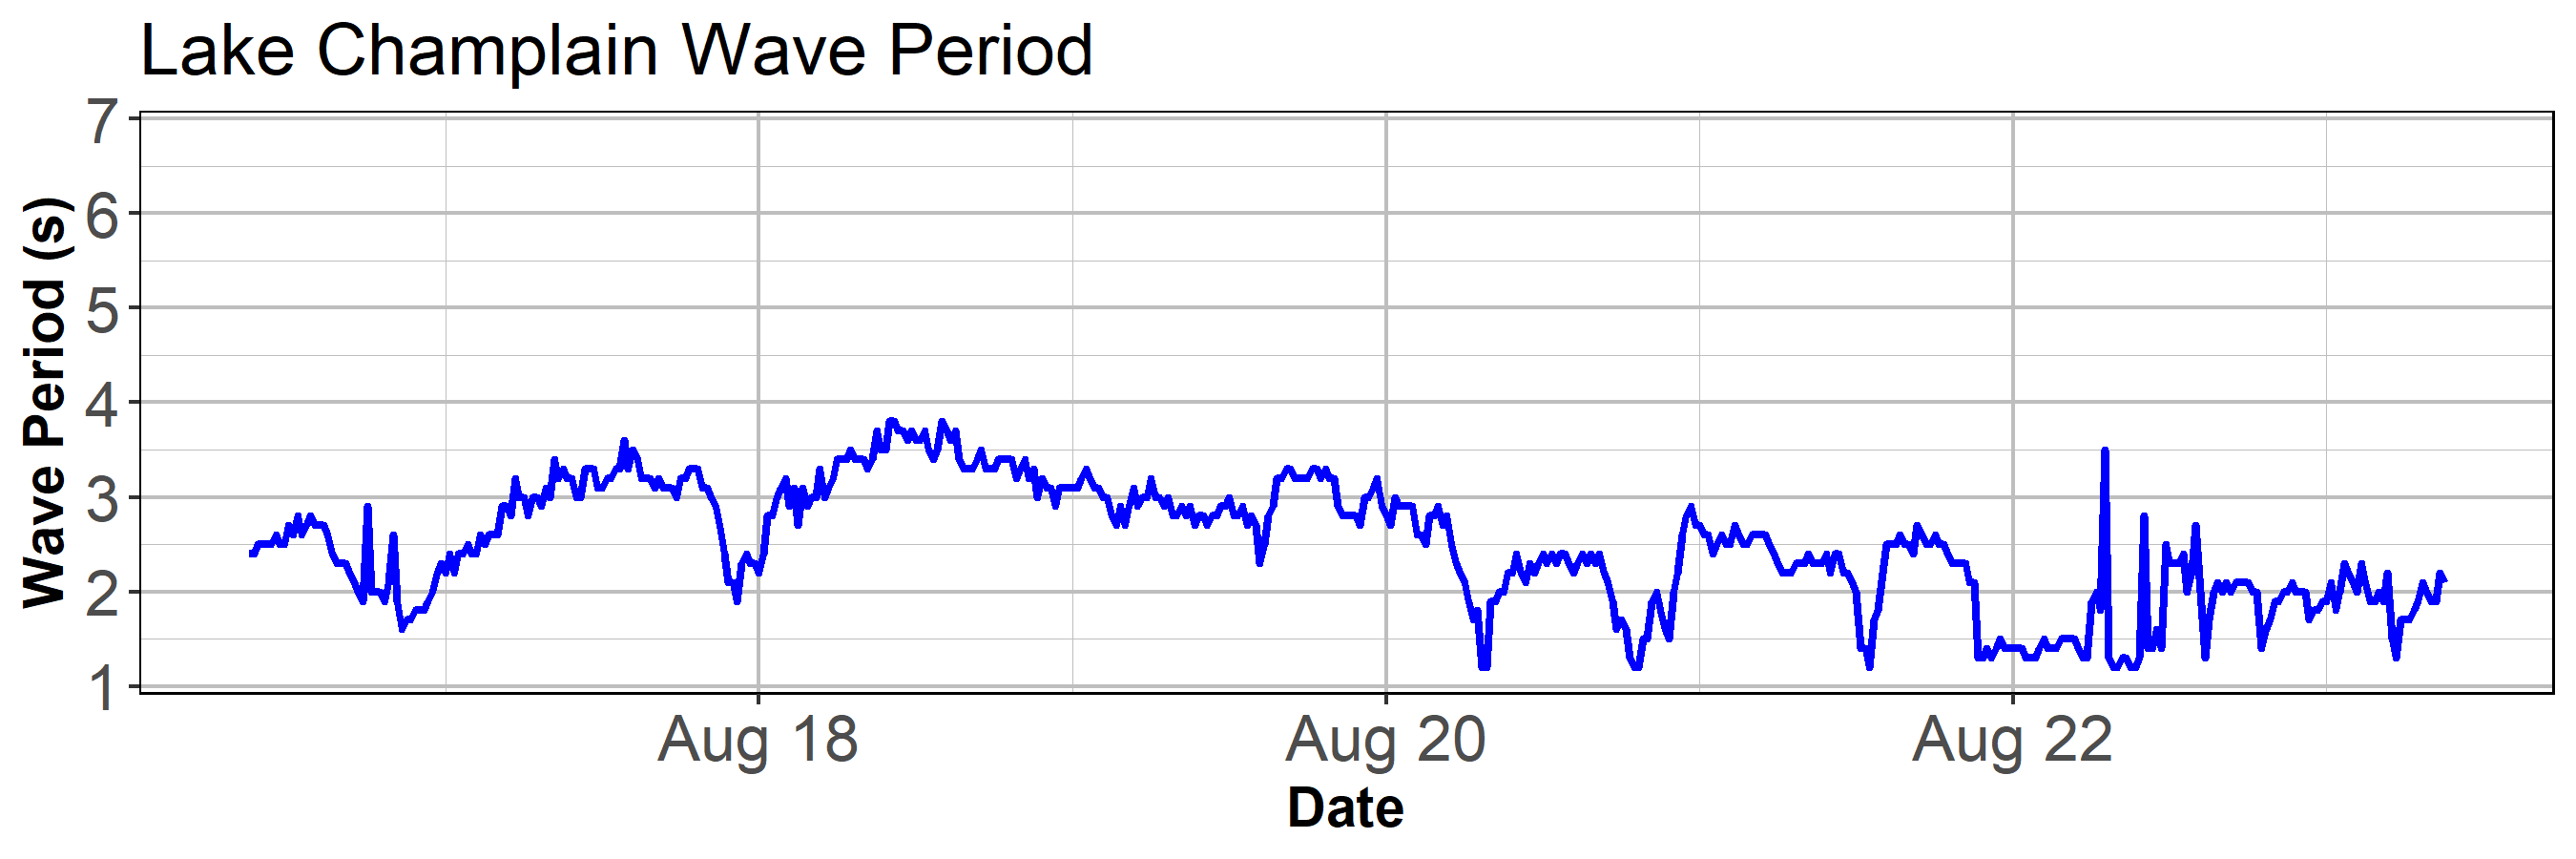 Lake Champlain Wave Period
Wave Period (s)
7
6
5
4
3
2
1
Aug 18
Aug 20
Aug 22
Date